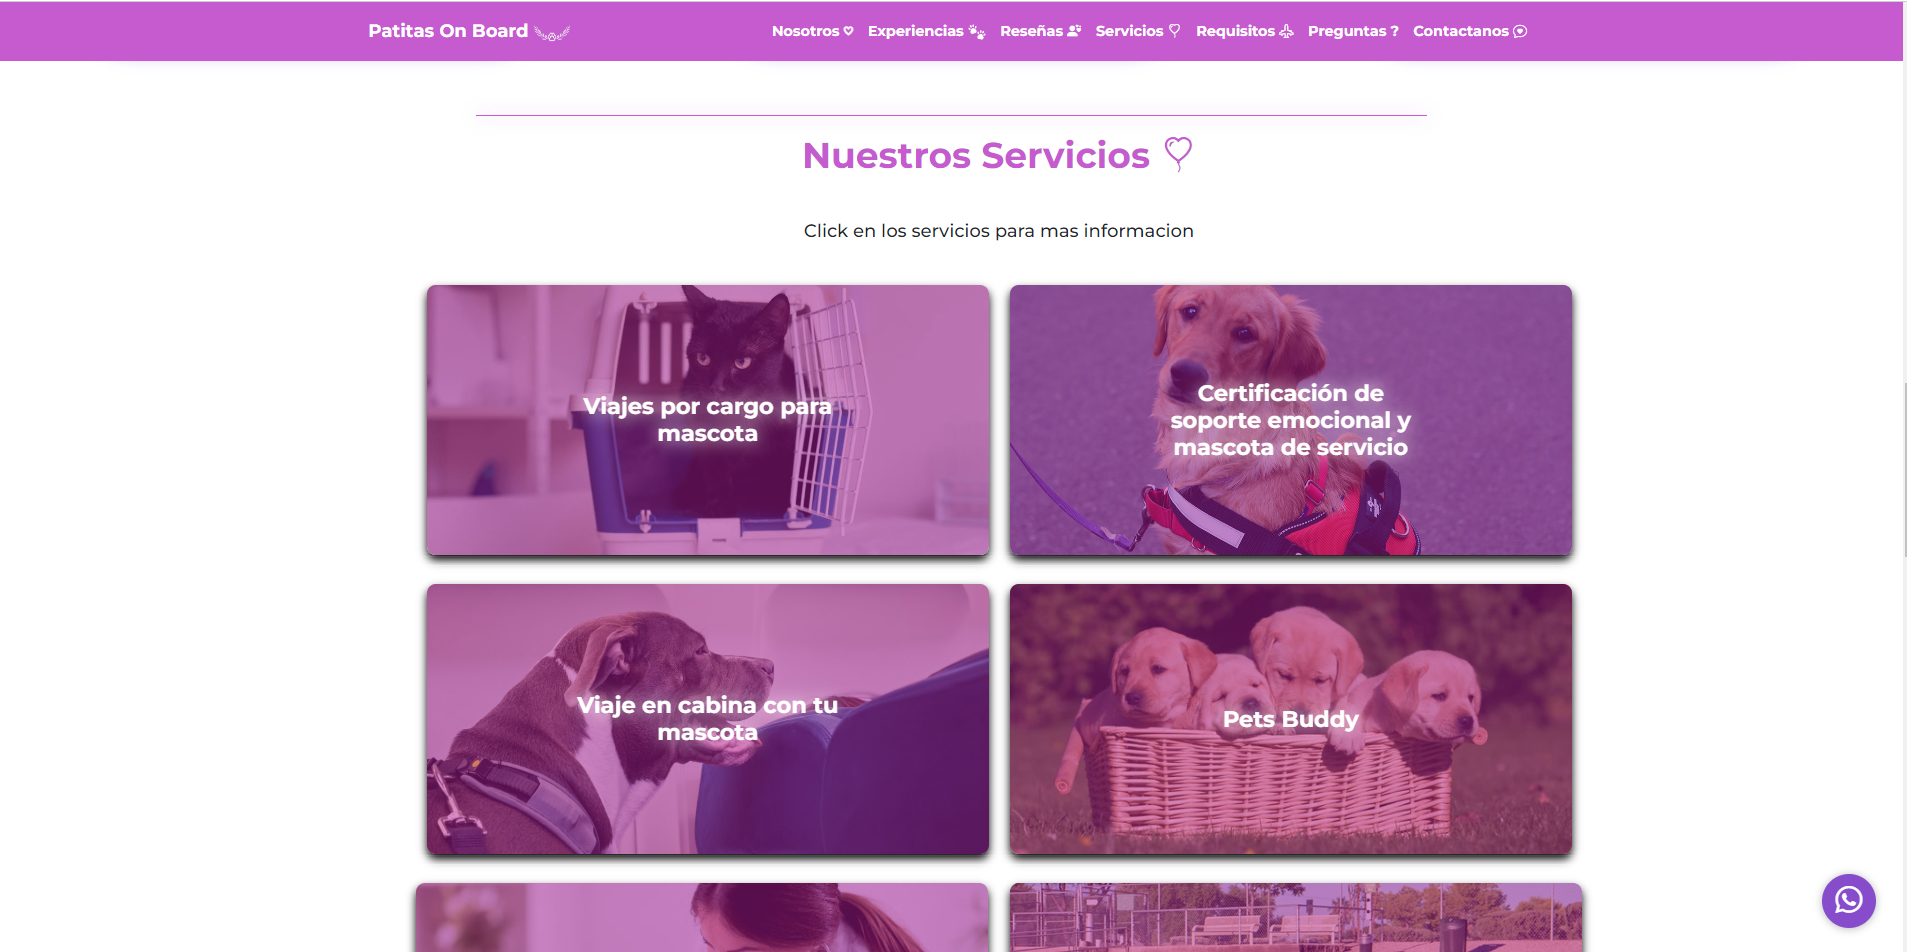 Patitas On Board
Nosotros Experiencias Reseñas Servicios Requisitos Preguntas ? Contactanos
Nuestros Servicios
Click en los servicios para mas informacion
Viajes por cargo para
mascota
Certificación de
soporte emocional y
mascota de servicio
Viaje en cabina con tu
mascota
Pets Buddy